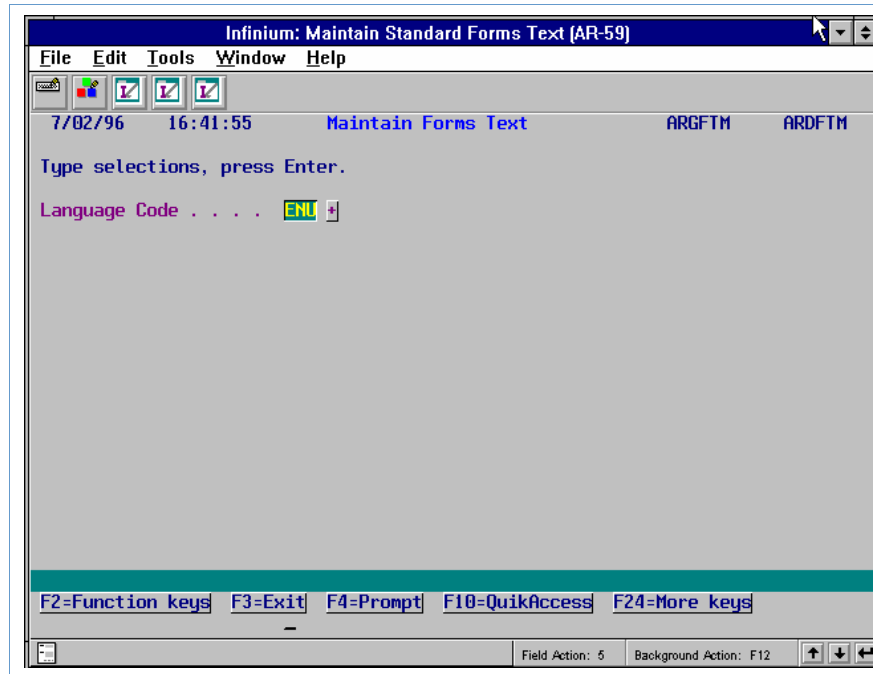 Infinium: Maintain Standard Forms Text (AR-59)
File Edit Tools Window Help
7/02/96 16:41:55 Maintain Forms Text ARGFTM ARDFTM
Type selections, press Enter.
Language Code . . . . ENU +
F2=Function keys F3=Exit F4=Prompt F10=QuikAccess F24=More keys
Field Action: 5 Background Action: F12